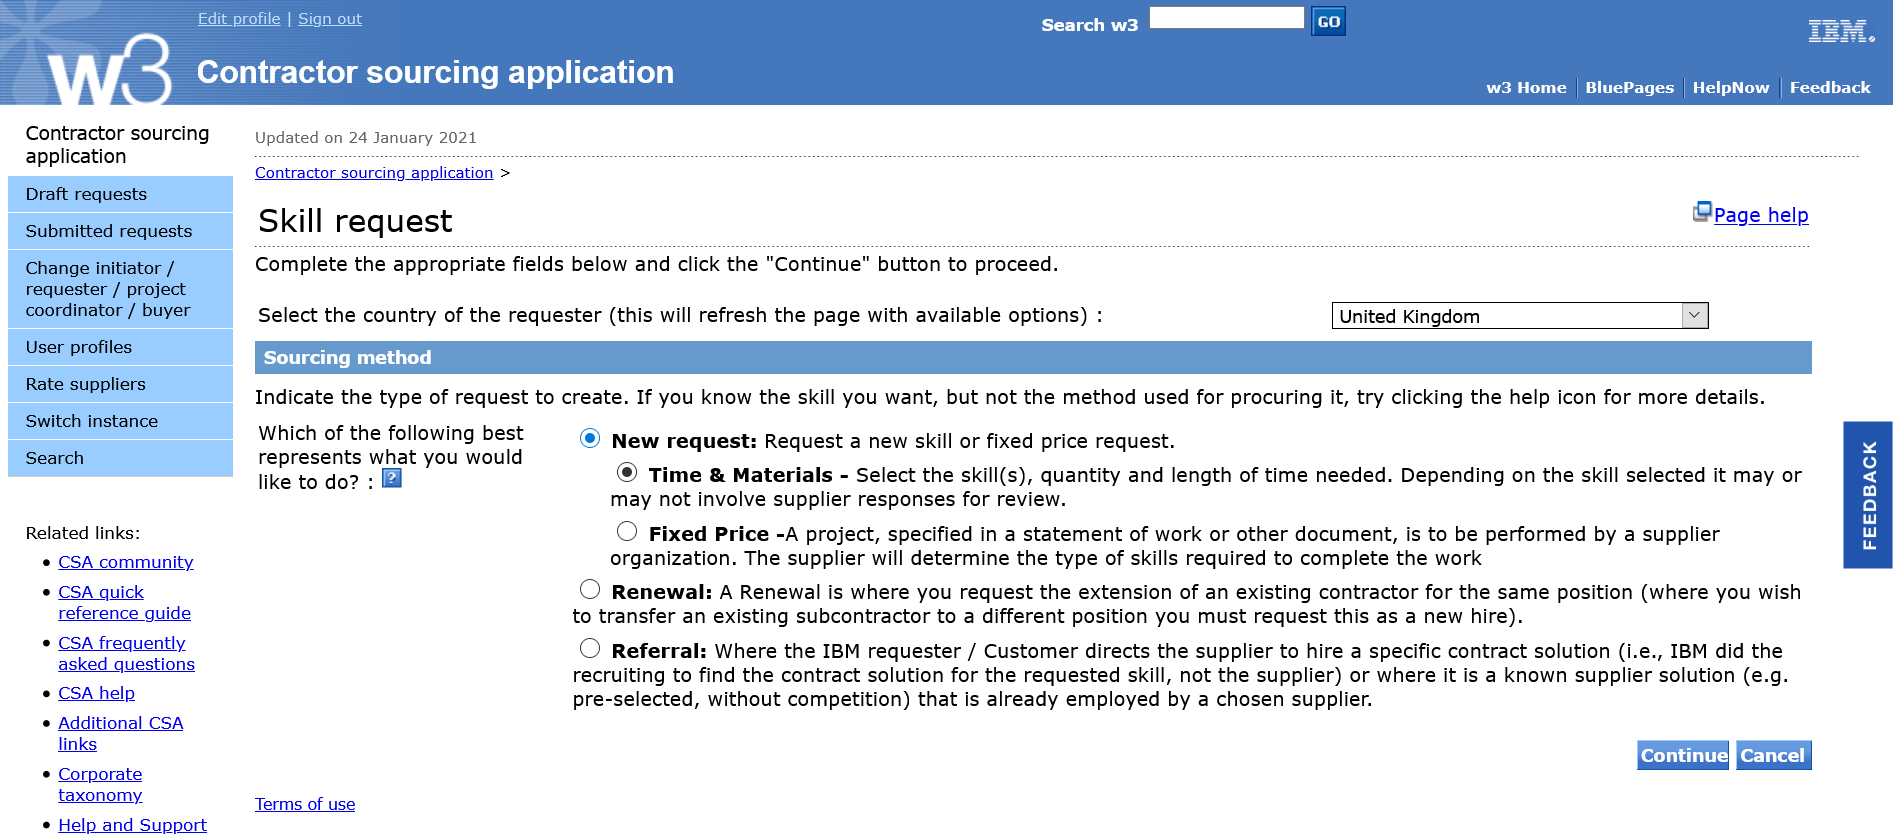 Edit profile | Sign out
Search w3
GO
IBM.
w3
Contractor sourcing application
w3 Home
BluePages
HelpNow
Feedback
Contractor sourcing
application
Draft requests
Submitted requests
Change initiator /
requester / project
coordinator / buyer
User profiles
Rate suppliers
Switch instance
Search
Related links:
CSA community
CSA quick
reference guide
CSA frequently
asked questions
CSA help
Additional CSA
links
Corporate
taxonomy
Help and Support
Updated on 24 January 2021
Contractor sourcing application >
Skill request
Page help
Complete the appropriate fields below and click the "Continue" button to proceed.
Select the country of the requester (this will refresh the page with available options) :
United Kingdom
Sourcing method
Indicate the type of request to create. If you know the skill you want, but not the method used for procuring it, try clicking the help icon for more details.
Which of the following best
represents what you would
like to do? : ?
New request: Request a new skill or fixed price request.
Time & Materials - Select the skill(s), quantity and length of time needed. Depending on the skill selected it may or
may not involve supplier responses for review.
Fixed Price -A project, specified in a statement of work or other document, is to be performed by a supplier
organization. The supplier will determine the type of skills required to complete the work
Renewal: A Renewal is where you request the extension of an existing contractor for the same position (where you wish
to transfer an existing subcontractor to a different position you must request this as a new hire).
Referral: Where the IBM requester / Customer directs the supplier to hire a specific contract solution (i.e., IBM did the
recruiting to find the contract solution for the requested skill, not the supplier) or where it is a known supplier solution (e.g.
pre-selected, without competition) that is already employed by a chosen supplier.
Continue
Cancel
Terms of use
FEEDBACK